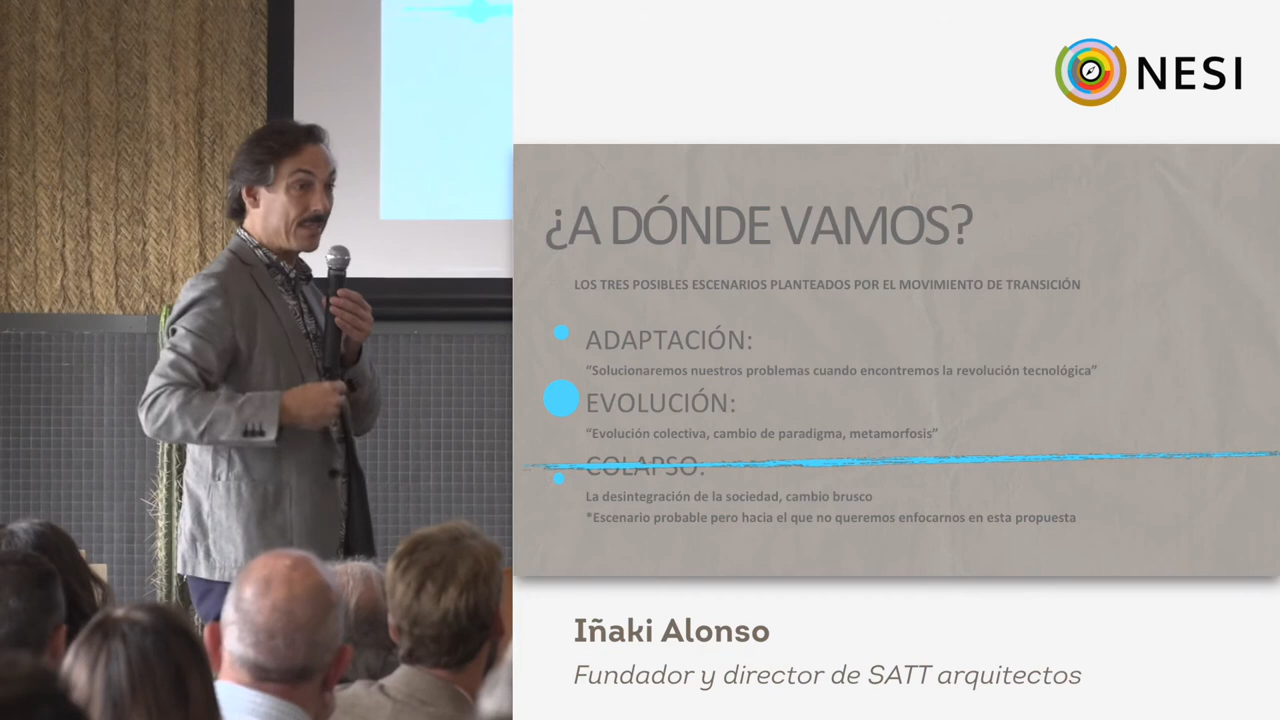 NESI
¿A DÓNDE VAMOS?
LOS TRES POSIBLES ESCENARIOS PLANTEADOS POR EL MOVIMIENTO DE TRANSICIÓN
ADAPTACIÓN:
“Solucionaremos nuestros problemas cuando encontremos la revolución tecnológica”
EVOLUCIÓN:
“Evolución colectiva, cambio de paradigma, metamorfosis”
COLAPSO:
La desintegración de la sociedad, cambio brusco
*Escenario probable pero hacia el que no queremos enfocarnos en esta propuesta
Iñaki Alonso
Fundador y director de SATT arquitectos